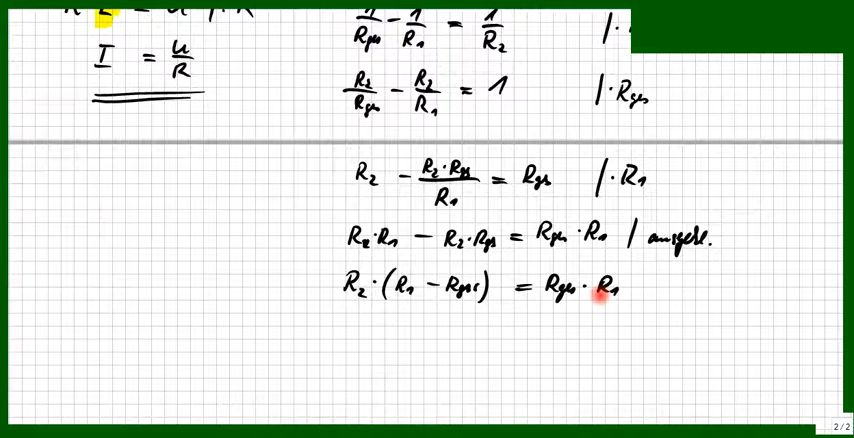 I = U/R
1/Rges - 1/R1 = 1/R2 | ·
R2/Rges - R2/R1 = 1 | · Rges
R2 - R2·Rges/R1 = Rges | · R1
R2·R1 - R2·Rges = Rges · R1 | ausgekl.
R2·(R1 - Rges) = Rges · R1
2 / 2